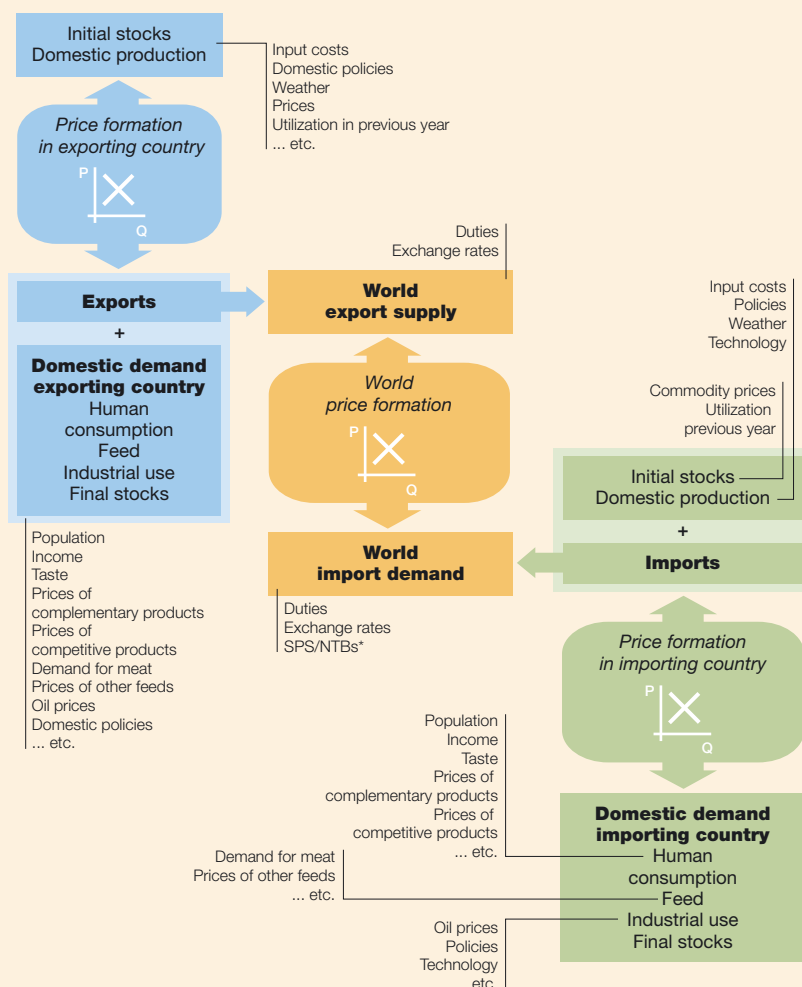 Initial stocks
Domestic production
Input costs
Domestic policies
Weather
Prices
Utilization in previous year
... etc.
Price formation
in exporting country
P
Q
Exports
+
Domestic demand
exporting country
Human
consumption
Feed
Industrial use
Final stocks
Population
Income
Taste
Prices of
complementary products
Prices of
competitive products
Demand for meat
Prices of other feeds
Oil prices
Domestic policies
... etc.
Duties
Exchange rates
World
export supply
World
price formation
P
Q
World
import demand
Duties
Exchange rates
SPS/NTBs*
Input costs
Policies
Weather
Technology
Commodity prices
Utilization
previous year
Initial stocks
Domestic production
+
Imports
Price formation
in importing country
P
Q
Domestic demand
importing country
Human
consumption
Feed
Industrial use
Final stocks
Population
Income
Taste
Prices of
complementary products
Prices of
competitive products
... etc.
Demand for meat
Prices of other feeds
... etc.
Oil prices
Policies
Technology
etc